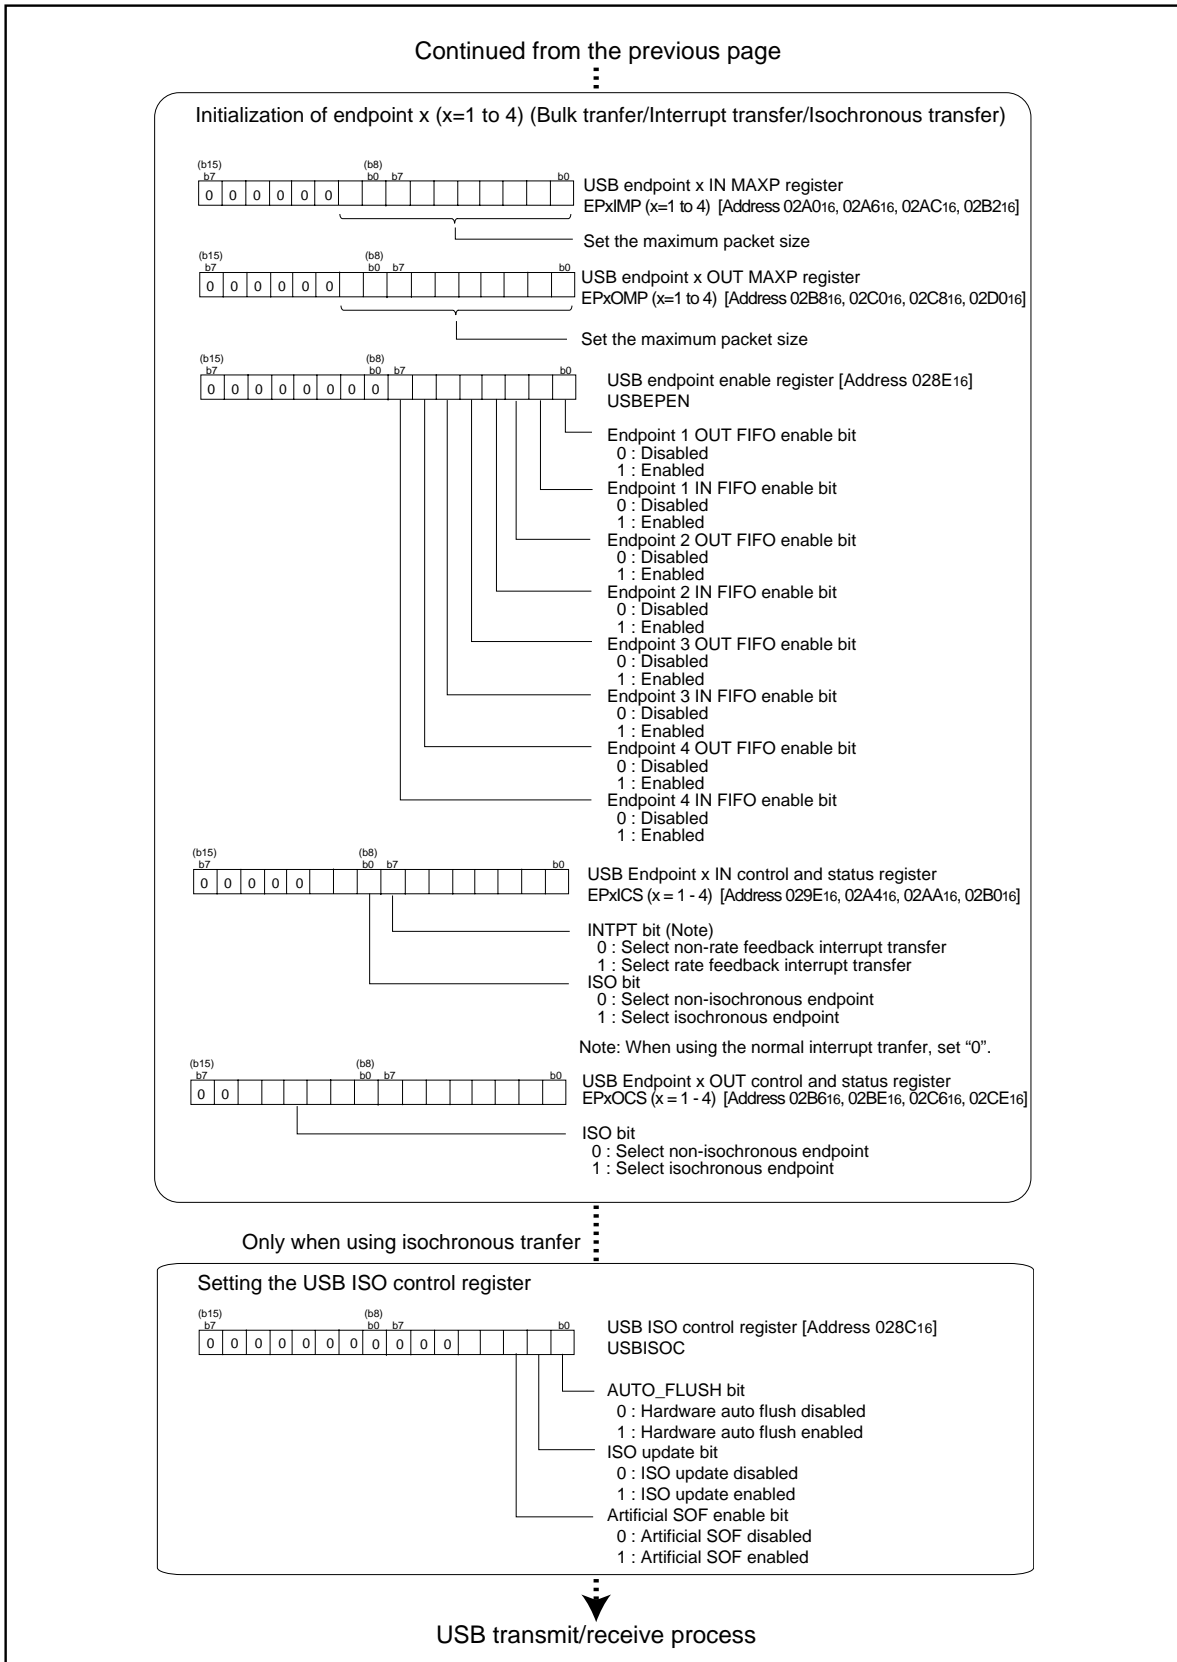 Continued from the previous page
Initialization of endpoint x (x=1 to 4) (Bulk tranfer/Interrupt transfer/Isochronous transfer)
(b15) (b8)
b7 b0 b7 b0
0 0 0 0 0 0
USB endpoint x IN MAXP register
EPxIMP (x=1 to 4) [Address 02A016, 02A616, 02AC16, 02B216]
Set the maximum packet size
(b15) (b8)
b7 b0 b7 b0
0 0 0 0 0 0
USB endpoint x OUT MAXP register
EPxOMP (x=1 to 4) [Address 02B816, 02C016, 02C816, 02D016]
Set the maximum packet size
(b15) (b8)
b7 b0 b7 b0
0 0 0 0 0 0 0 0
USB endpoint enable register [Address 028E16]
USBEPEN
Endpoint 1 OUT FIFO enable bit
0 : Disabled
1 : Enabled
Endpoint 1 IN FIFO enable bit
0 : Disabled
1 : Enabled
Endpoint 2 OUT FIFO enable bit
0 : Disabled
1 : Enabled
Endpoint 2 IN FIFO enable bit
0 : Disabled
1 : Enabled
Endpoint 3 OUT FIFO enable bit
0 : Disabled
1 : Enabled
Endpoint 3 IN FIFO enable bit
0 : Disabled
1 : Enabled
Endpoint 4 OUT FIFO enable bit
0 : Disabled
1 : Enabled
Endpoint 4 IN FIFO enable bit
0 : Disabled
1 : Enabled
(b15) (b8)
b7 b0 b7 b0
0 0 0 0 0
USB Endpoint x IN control and status register
EPxICS (x = 1 - 4) [Address 029E16, 02A416, 02AA16, 02B016]
INTPT bit (Note)
0 : Select non-rate feedback interrupt transfer
1 : Select rate feedback interrupt transfer
ISO bit
0 : Select non-isochronous endpoint
1 : Select isochronous endpoint
Note: When using the normal interrupt tranfer, set “0”.
(b15) (b8)
b7 b0 b7 b0
0 0
USB Endpoint x OUT control and status register
EPxOCS (x = 1 - 4) [Address 02B616, 02BE16, 02C616, 02CE16]
ISO bit
0 : Select non-isochronous endpoint
1 : Select isochronous endpoint
Only when using isochronous tranfer
Setting the USB ISO control register
(b15) (b8)
b7 b0 b7 b0
0 0 0 0 0 0 0 0 0 0 0
USB ISO control register [Address 028C16]
USBISOC
AUTO_FLUSH bit
0 : Hardware auto flush disabled
1 : Hardware auto flush enabled
ISO update bit
0 : ISO update disabled
1 : ISO update enabled
Artificial SOF enable bit
0 : Artificial SOF disabled
1 : Artificial SOF enabled
USB transmit/receive process